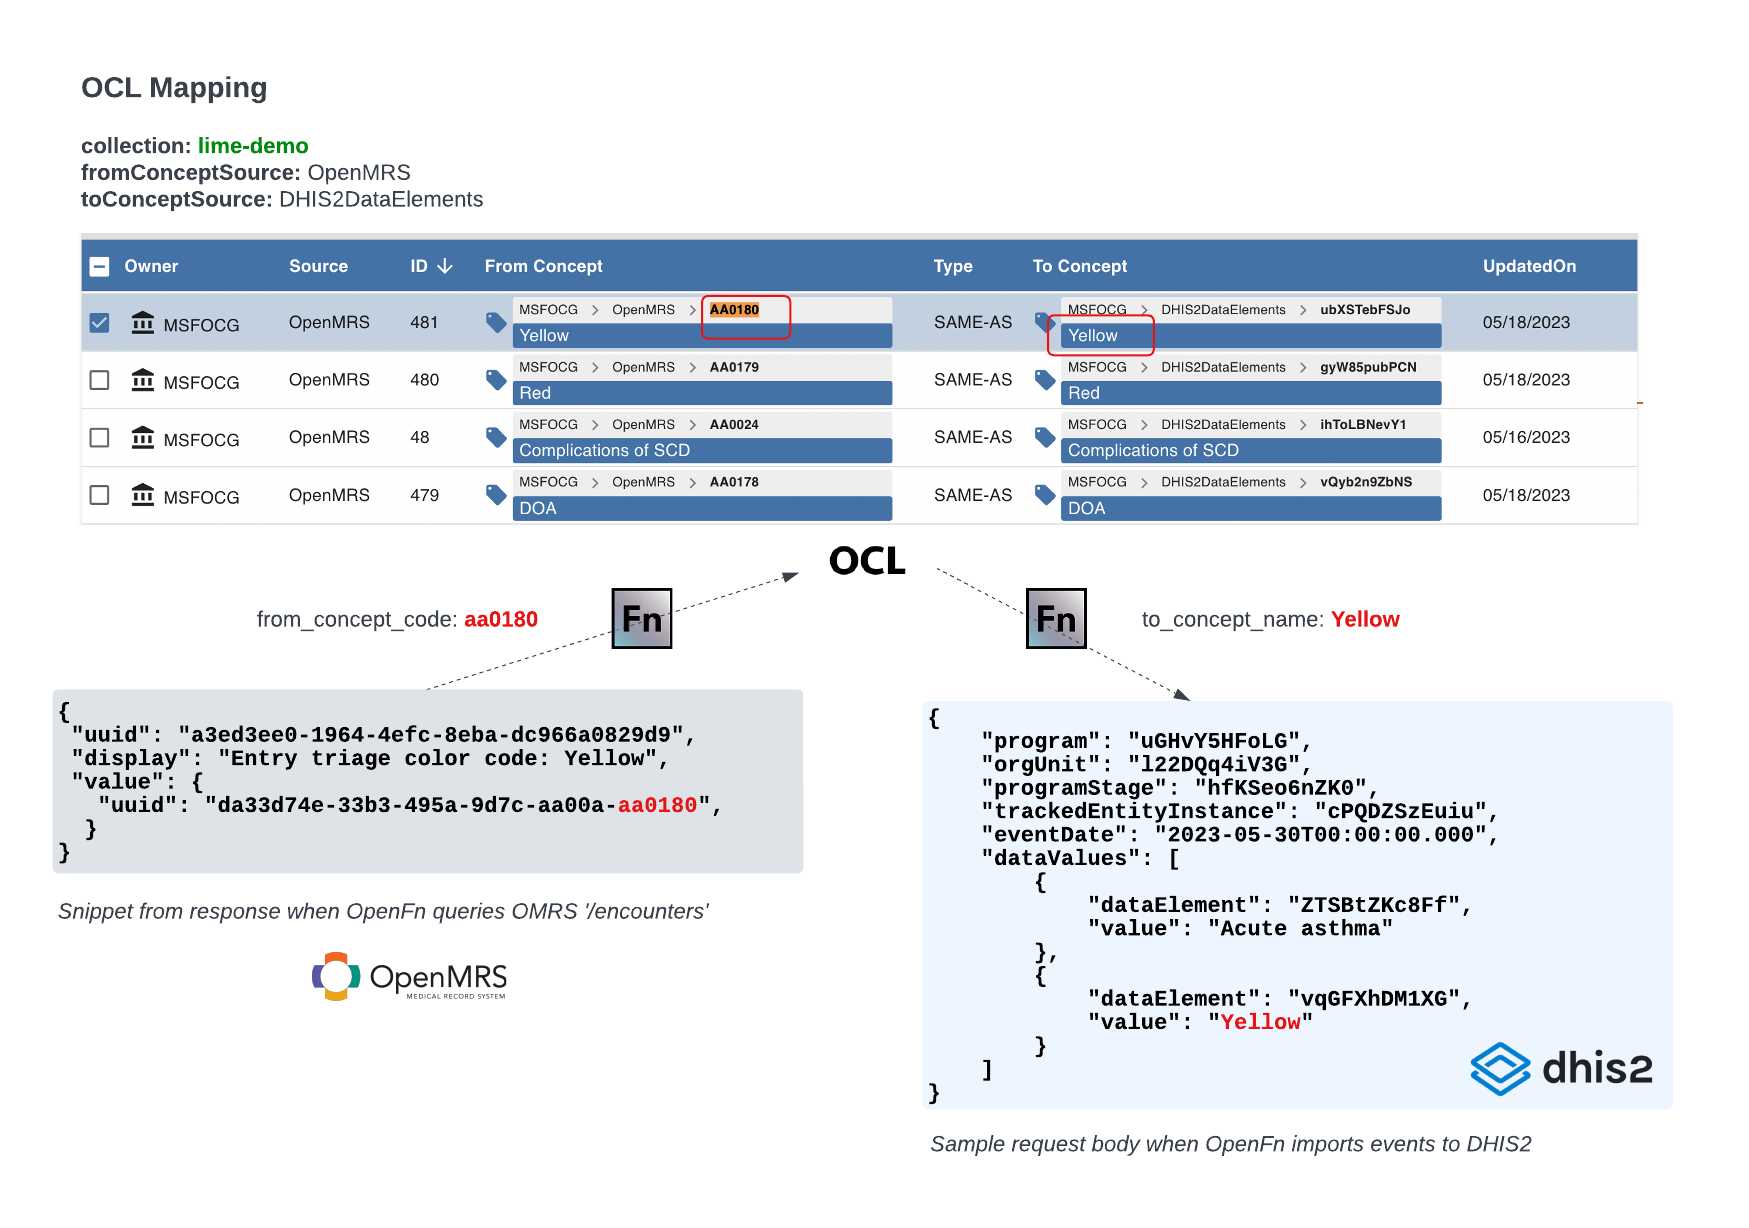 OCL Mapping
collection: lime-demo
fromConceptSource: OpenMRS
toConceptSource: DHIS2DataElements
Owner Source ID From Concept Type To Concept UpdatedOn
MSFOCG OpenMRS 481 MSFOCG OpenMRS AA0180 SAME-AS MSFOCG DHIS2DataElements ubXSTebFSJo 05/18/2023
Yellow Yellow
MSFOCG OpenMRS 480 MSFOCG OpenMRS AA0179 SAME-AS MSFOCG DHIS2DataElements gyW85pubPCN 05/18/2023
Red Red
MSFOCG OpenMRS 48 MSFOCG OpenMRS AA0024 SAME-AS MSFOCG DHIS2DataElements ihToLBNevY1 05/16/2023
Complications of SCD Complications of SCD
MSFOCG OpenMRS 479 MSFOCG OpenMRS AA0178 SAME-AS MSFOCG DHIS2DataElements vQyb2n9ZbNS 05/18/2023
DOA DOA
OCL
from_concept_code: aa0180 Fn Fn to_concept_name: Yellow
{
"uuid": "a3ed3ee0-1964-4efc-8eba-dc966a0829d9",
"display": "Entry triage color code: Yellow",
"value": {
"uuid": "da33d74e-33b3-495a-9d7c-aa00a-aa0180",
}
}
Snippet from response when OpenFn queries OMRS '/encounters'
OpenMRS
MEDICAL RECORD SYSTEM
{
"program": "uGHvY5HFoLG",
"orgUnit": "l22DQq4iV3G",
"programStage": "hfKSeo6nZK0",
"trackedEntityInstance": "cPQDZSzEuiu",
"eventDate": "2023-05-30T00:00:00.000",
"dataValues": [
{
"dataElement": "ZTSBtZKc8Ff",
"value": "Acute asthma"
},
{
"dataElement": "vqGFXhDM1XG",
"value": "Yellow"
}
]
}
dhis2
Sample request body when OpenFn imports events to DHIS2